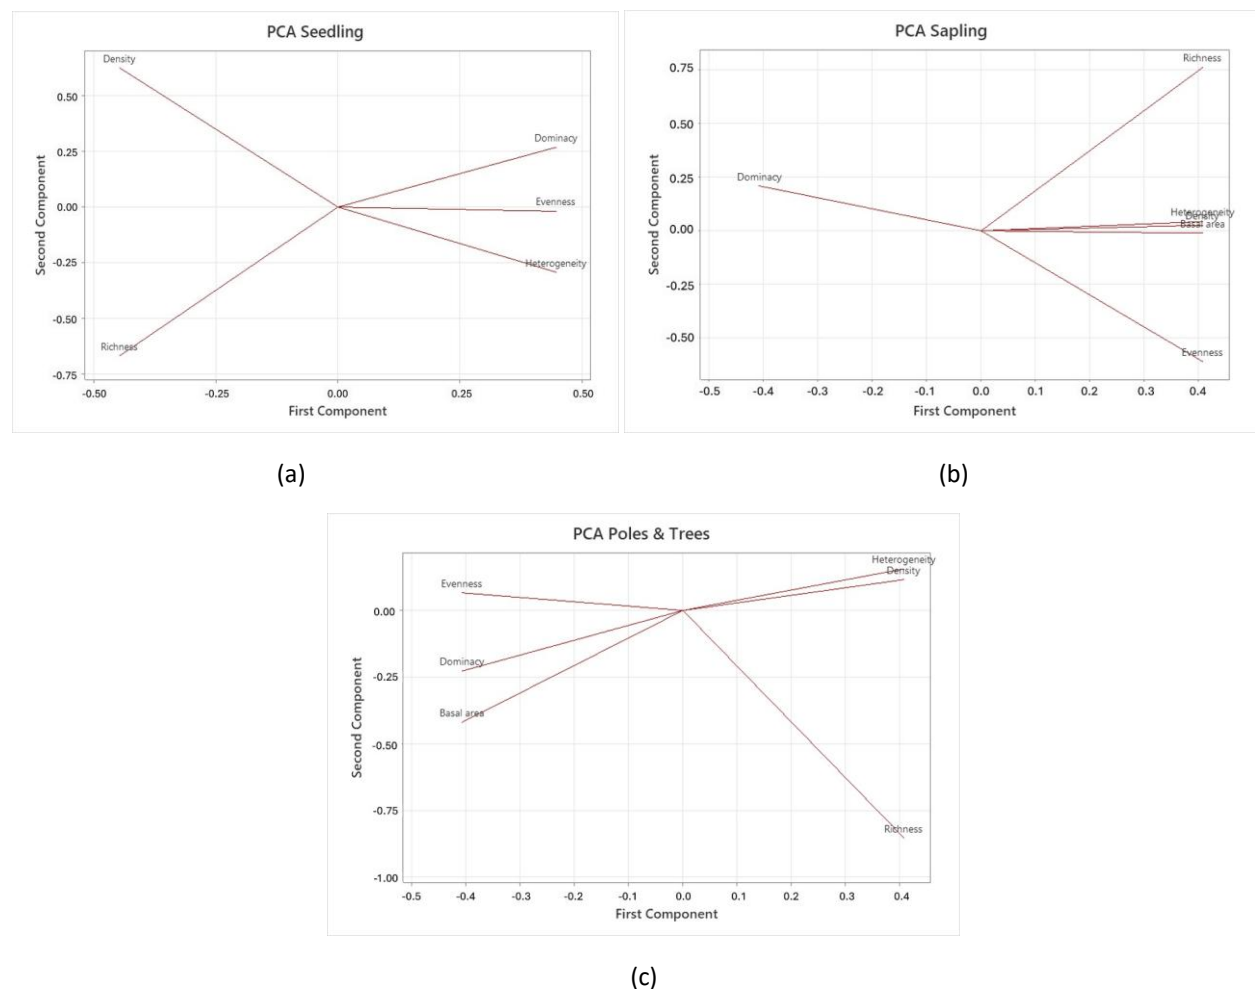 PCA Seedling
Density
0.50
Dominacy
0.25
Second Component
0.00
Evenness
-0.25
Heterogeneity
-0.50
Richness
-0.75
-0.50 -0.25 0.00 0.25 0.50
First Component
(a)
PCA Sapling
Richness
0.75
0.50
0.25
Dominacy
Second Component
Heterogeneity
Density
Basal area
0.00
-0.25
-0.50
Evenness
-0.5 -0.4 -0.3 -0.2 -0.1 0.0 0.1 0.2 0.3 0.4
First Component
(b)
PCA Poles & Trees
Heterogeneity
Density
Evenness
0.00
Dominacy
-0.25
Second Component
Basal area
-0.50
-0.75
Richness
-1.00
-0.5 -0.4 -0.3 -0.2 -0.1 0.0 0.1 0.2 0.3 0.4
First Component
(c)